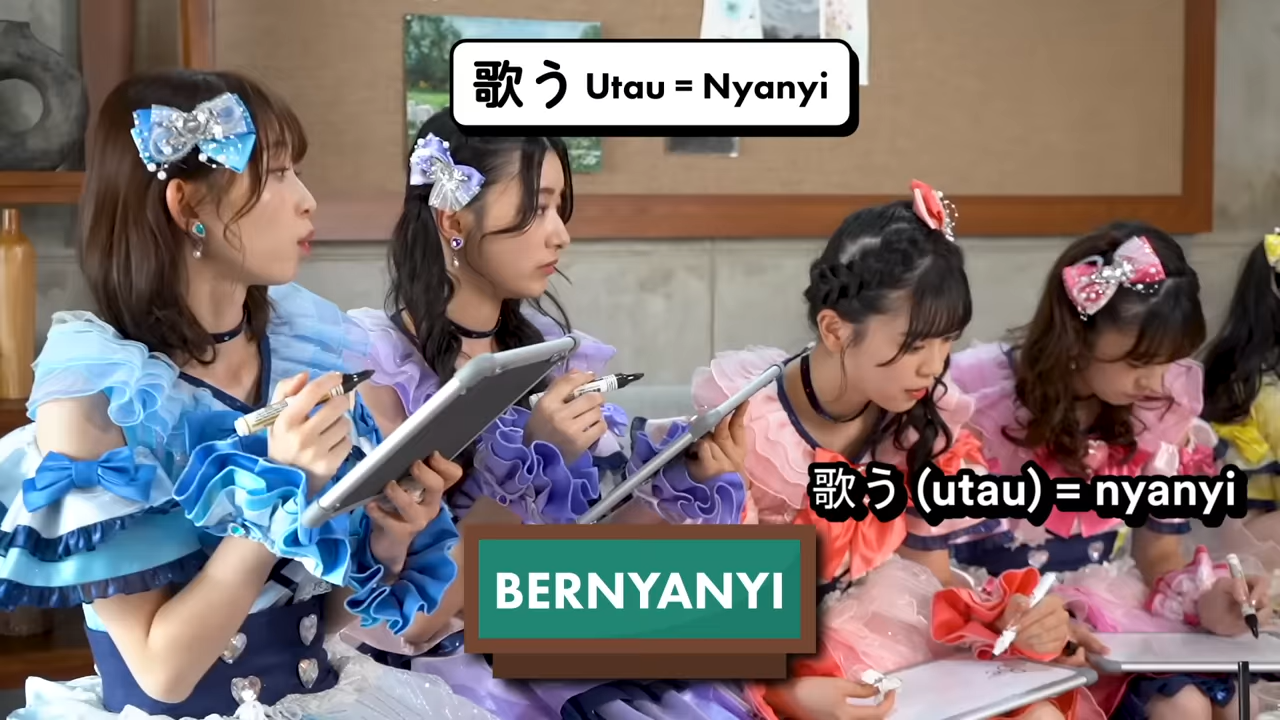 歌う Utau = Nyanyi
歌う (utau) = nyanyi
BERNYANYI